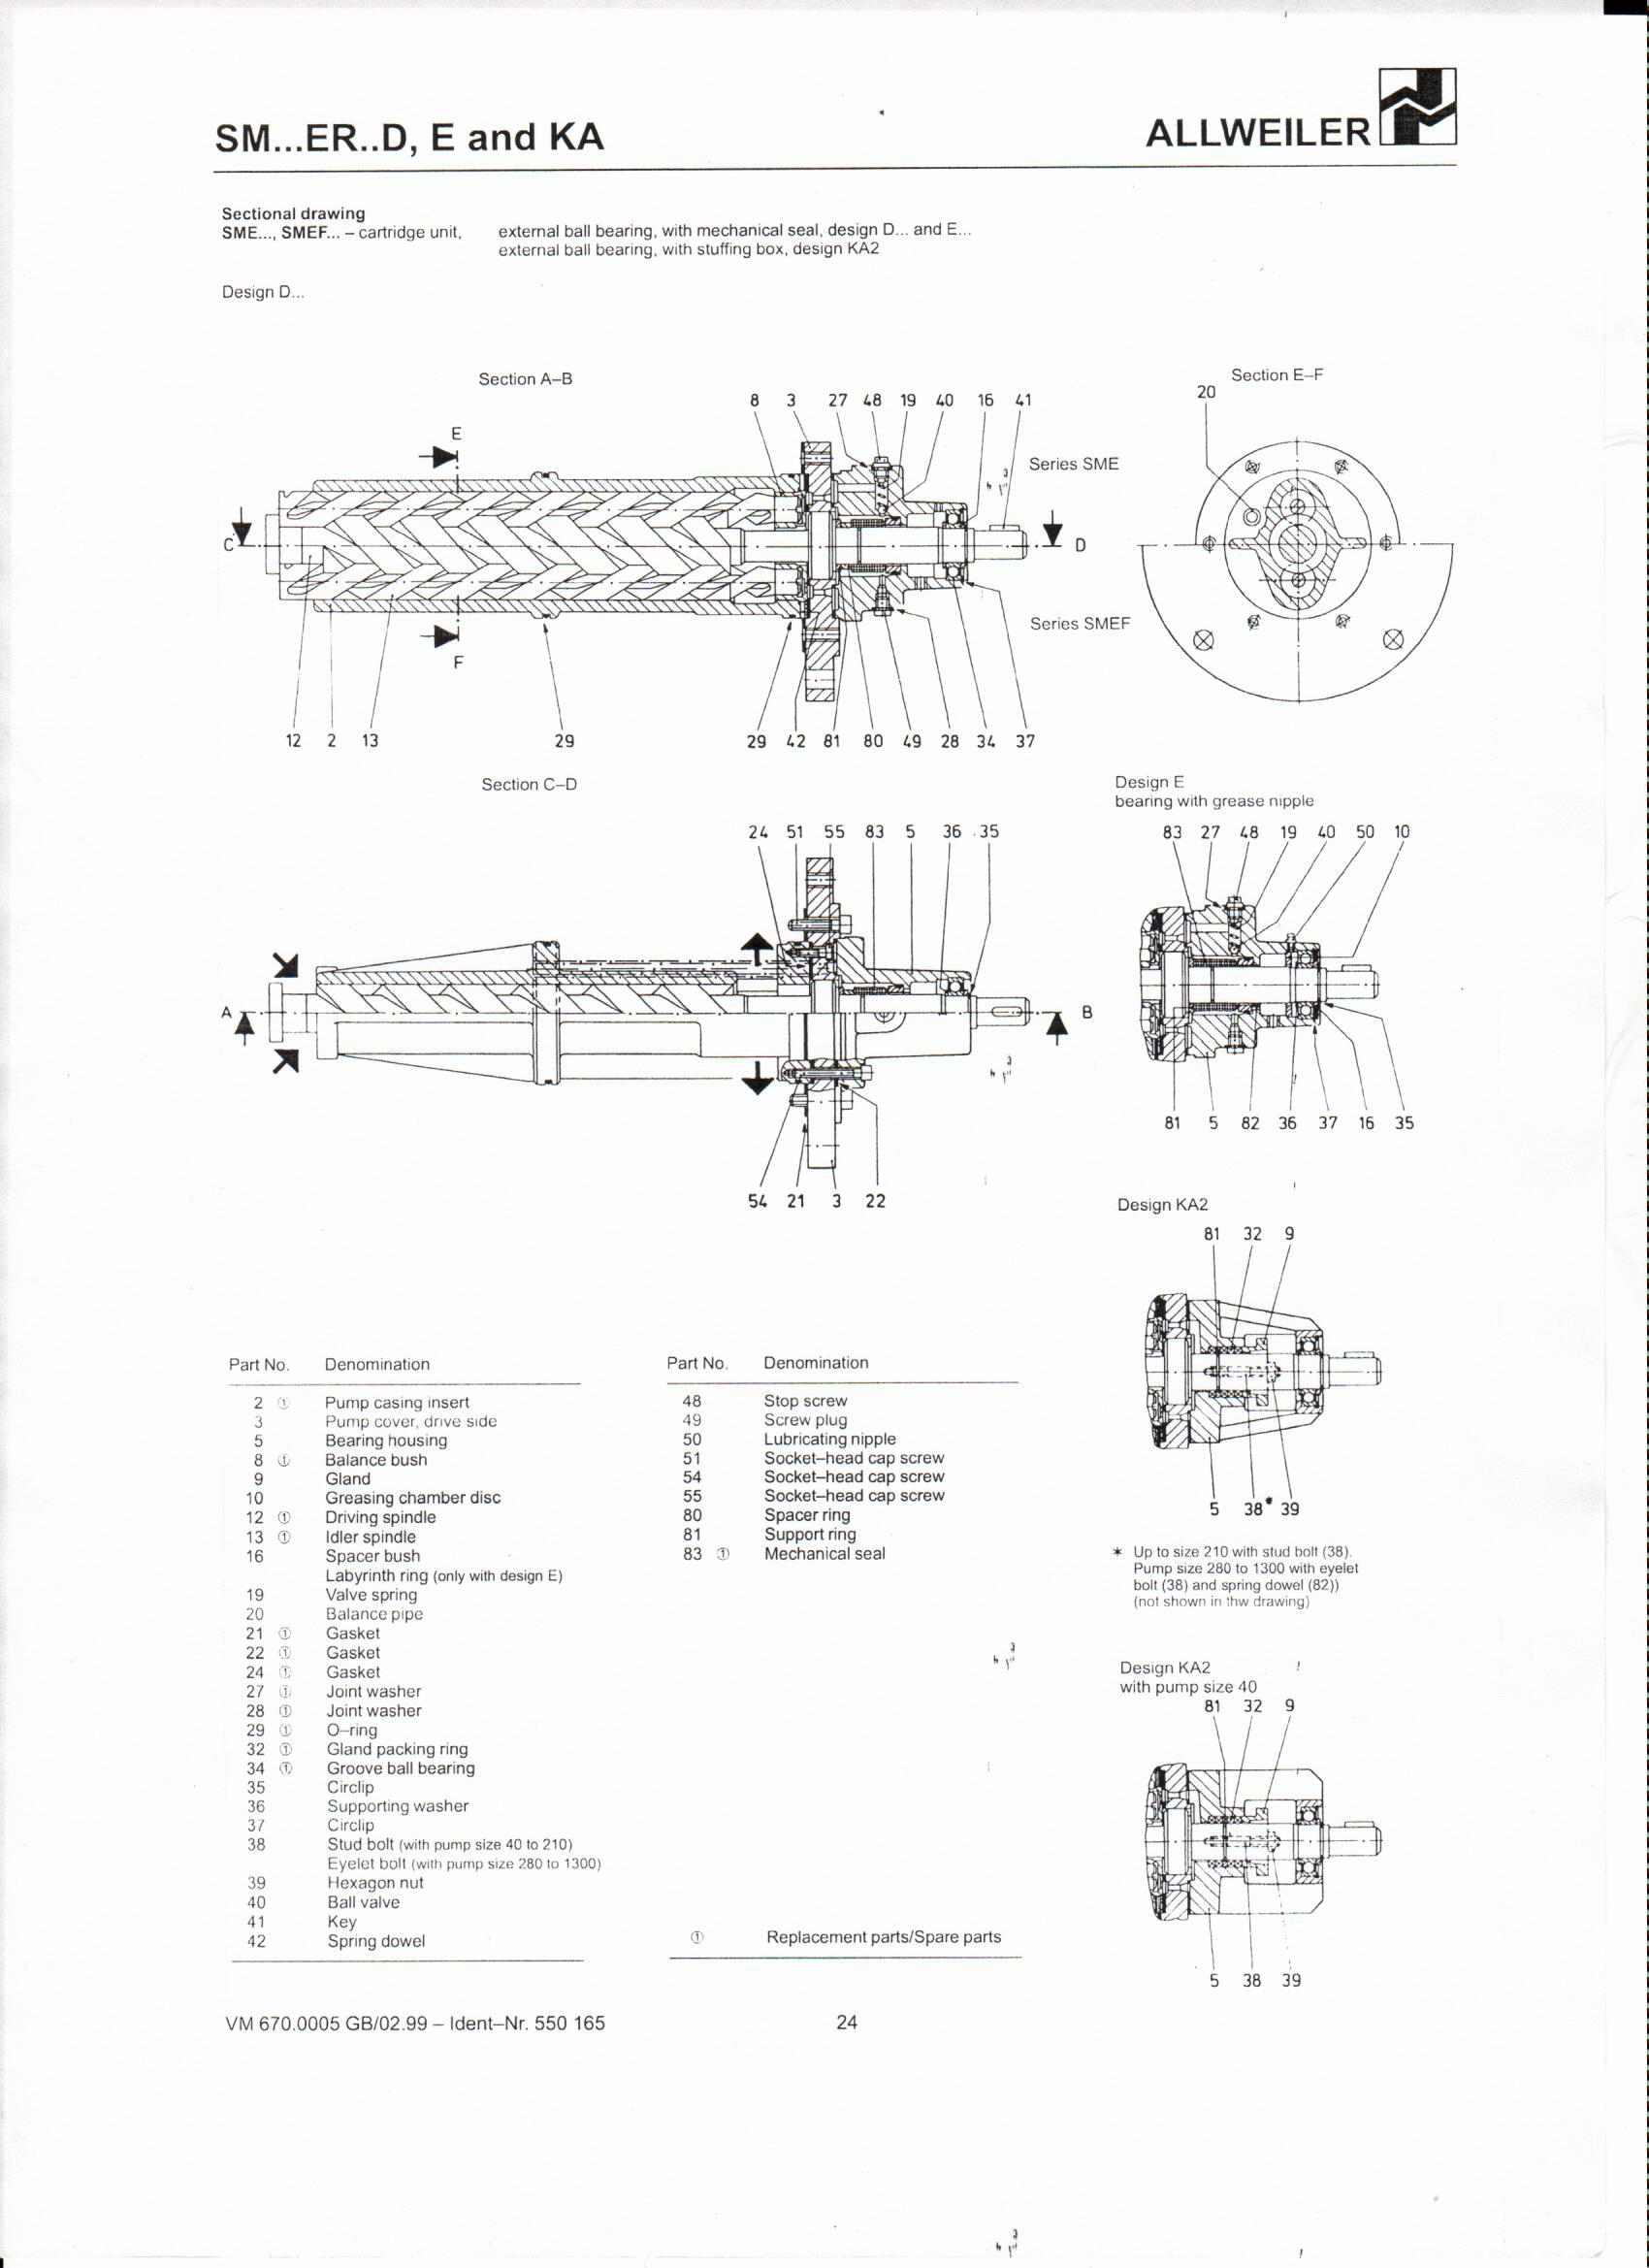 SM...ER..D, E and KA
ALLWEILER
Sectional drawing
SME..., SMEF... – cartridge unit, external ball bearing, with mechanical seal, design D... and E...
external ball bearing, with stuffing box, design KA2
Design D...
Section A–B
Section E–F
20
8 3 27 48 19 40 16 41
E
Series SME
C
D
Series SMEF
F
12 2 13 29 29 42 81 80 49 28 34 37
Section C–D
Design E
bearing with grease nipple
24 51 55 83 5 36 35
83 27 48 19 40 50 10
A
B
81 5 82 36 37 16 35
54 21 3 22
Design KA2
81 32 9
5 38* 39
* Up to size 210 with stud bolt (38).
Pump size 280 to 1300 with eyelet
bolt (38) and spring dowel (82))
(not shown in thw drawing)
Design KA2
with pump size 40
81 32 9
5 38 39
Part No. Denomination
2 ① Pump casing insert
3 Pump cover, drive side
5 Bearing housing
8 ① Balance bush
9 Gland
10 Greasing chamber disc
12 ① Driving spindle
13 ① Idler spindle
16 Spacer bush
Labyrinth ring (only with design E)
19 Valve spring
20 Balance pipe
21 ① Gasket
22 ① Gasket
24 ① Gasket
27 ① Joint washer
28 ① Joint washer
29 ① O–ring
32 ① Gland packing ring
34 ① Groove ball bearing
35 Circlip
36 Supporting washer
37 Circlip
38 Stud bolt (with pump size 40 to 210)
Eyelet bolt (with pump size 280 to 1300)
39 Hexagon nut
40 Ball valve
41 Key
42 Spring dowel
Part No. Denomination
48 Stop screw
49 Screw plug
50 Lubricating nipple
51 Socket–head cap screw
54 Socket–head cap screw
55 Socket–head cap screw
80 Spacer ring
81 Support ring
83 ① Mechanical seal
① Replacement parts/Spare parts
VM 670.0005 GB/02.99 – Ident–Nr. 550 165
24